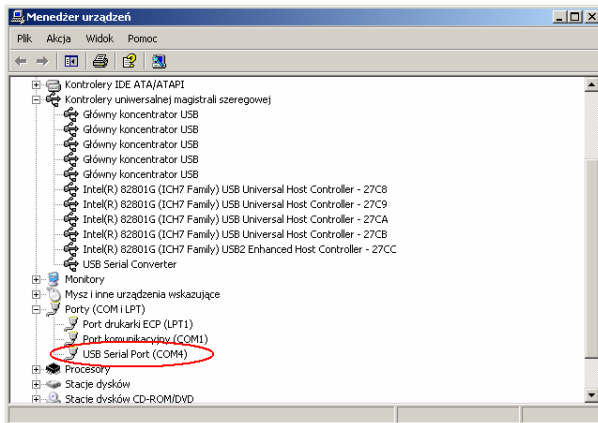 Menedżer urządzeń
Plik Akcja Widok Pomoc
Kontrolery IDE ATA/ATAPI
Kontrolery uniwersalnej magistrali szeregowej
Główny koncentrator USB
Główny koncentrator USB
Główny koncentrator USB
Główny koncentrator USB
Główny koncentrator USB
Intel(R) 82801G (ICH7 Family) USB Universal Host Controller - 27C8
Intel(R) 82801G (ICH7 Family) USB Universal Host Controller - 27C9
Intel(R) 82801G (ICH7 Family) USB Universal Host Controller - 27CA
Intel(R) 82801G (ICH7 Family) USB Universal Host Controller - 27CB
Intel(R) 82801G (ICH7 Family) USB2 Enhanced Host Controller - 27CC
USB Serial Converter
Monitory
Mysz i inne urządzenia wskazujące
Porty (COM i LPT)
Port drukarki ECP (LPT1)
Port komunikacyjny (COM1)
USB Serial Port (COM4)
Procesory
Stacje dysków
Stacje dysków CD-ROM/DVD